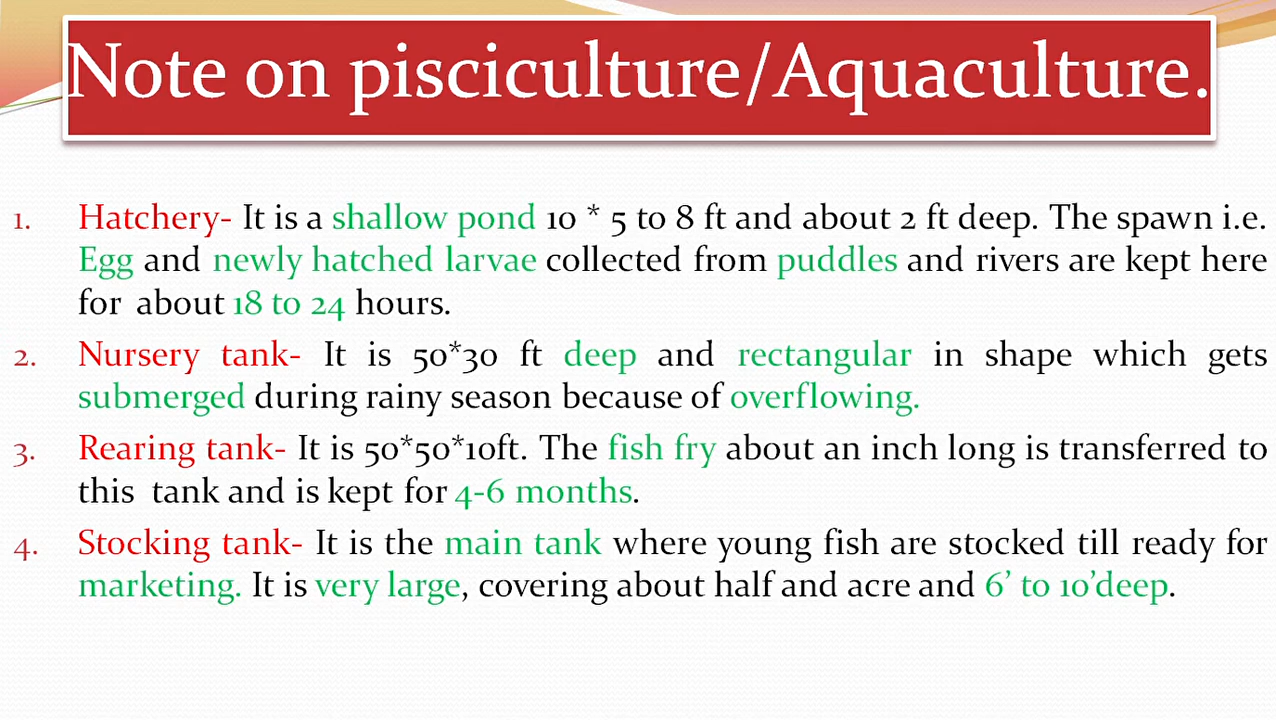 Note on pisciculture/Aquaculture.
1. Hatchery- It is a shallow pond 10 * 5 to 8 ft and about 2 ft deep. The spawn i.e.
Egg and newly hatched larvae collected from puddles and rivers are kept here
for about 18 to 24 hours.
2. Nursery tank- It is 50*30 ft deep and rectangular in shape which gets
submerged during rainy season because of overflowing.
3. Rearing tank- It is 50*50*10ft. The fish fry about an inch long is transferred to
this tank and is kept for 4-6 months.
4. Stocking tank- It is the main tank where young fish are stocked till ready for
marketing. It is very large, covering about half and acre and 6’ to 10’deep.